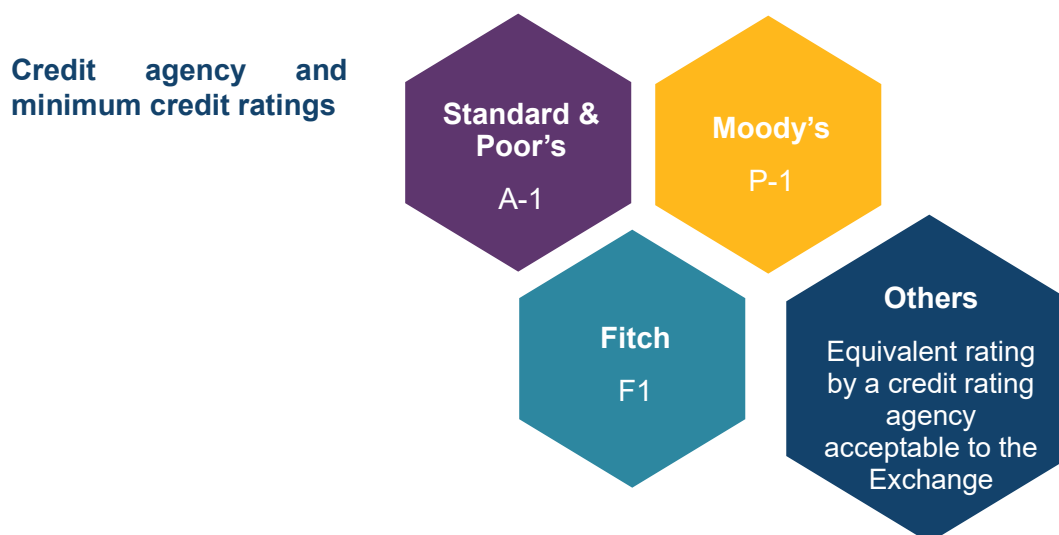 Credit agency and
minimum credit ratings
Standard &
Poor’s
A-1
Moody’s
P-1
Fitch
F1
Others
Equivalent rating
by a credit rating
agency
acceptable to the
Exchange